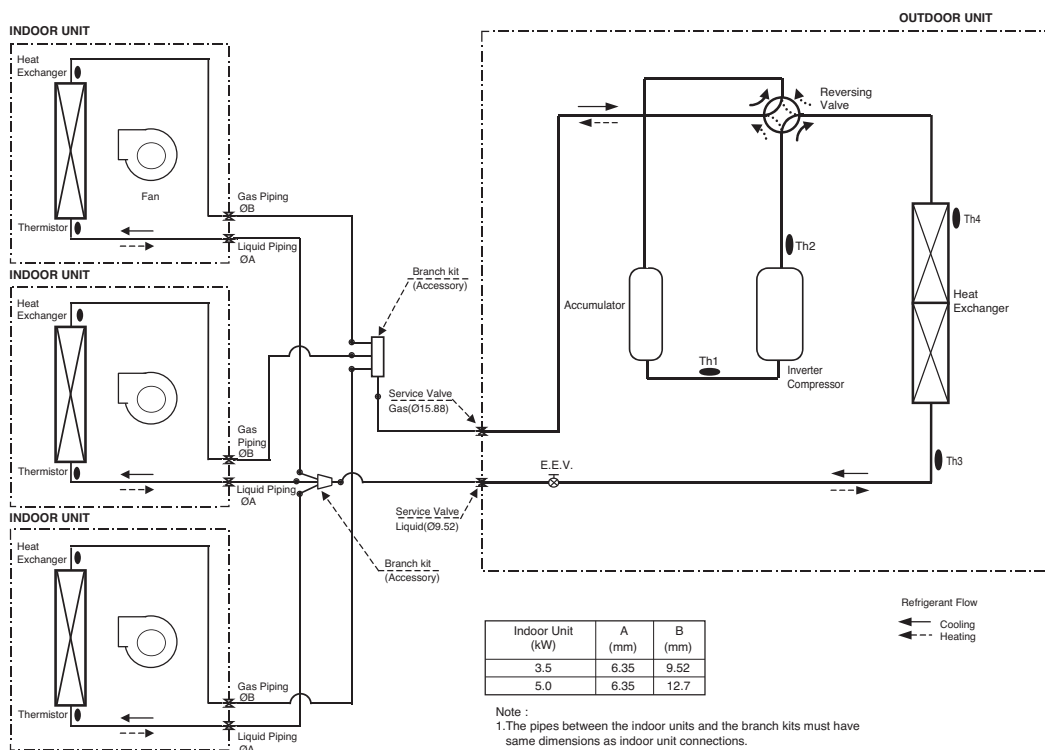 INDOOR UNIT
Heat
Exchanger
Fan
Thermistor
Gas Piping
ØB
Liquid Piping
ØA
INDOOR UNIT
Heat
Exchanger
Thermistor
Gas
Piping
ØB
Liquid Piping
ØA
INDOOR UNIT
Heat
Exchanger
Thermistor
Gas Piping
ØB
Liquid Piping
ØA
Branch kit
(Accessory)
Service Valve
Gas(Ø15.88)
Service Valve
Liquid(Ø9.52)
Branch kit
(Accessory)
OUTDOOR UNIT
Reversing
Valve
Th4
Th2
Accumulator
Heat
Exchanger
Th1
Inverter
Compressor
Th3
E.E.V.
Refrigerant Flow
Cooling
Heating
Indoor Unit (kW) A (mm) B (mm)
3.5 6.35 9.52
5.0 6.35 12.7
Note :
1.The pipes between the indoor units and the branch kits must have
same dimensions as indoor unit connections.